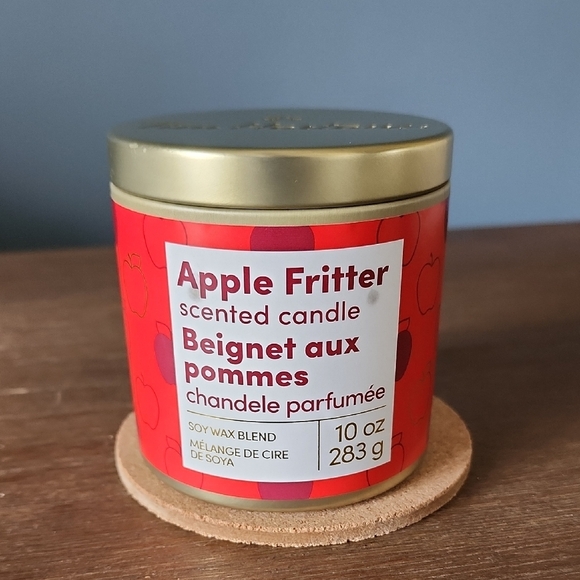 Apple Fritter
scented candle
Beignet aux
pommes
chandele parfumée
SOY WAX BLEND
MÉLANGE DE CIRE
DE SOYA
10 oz
283 g